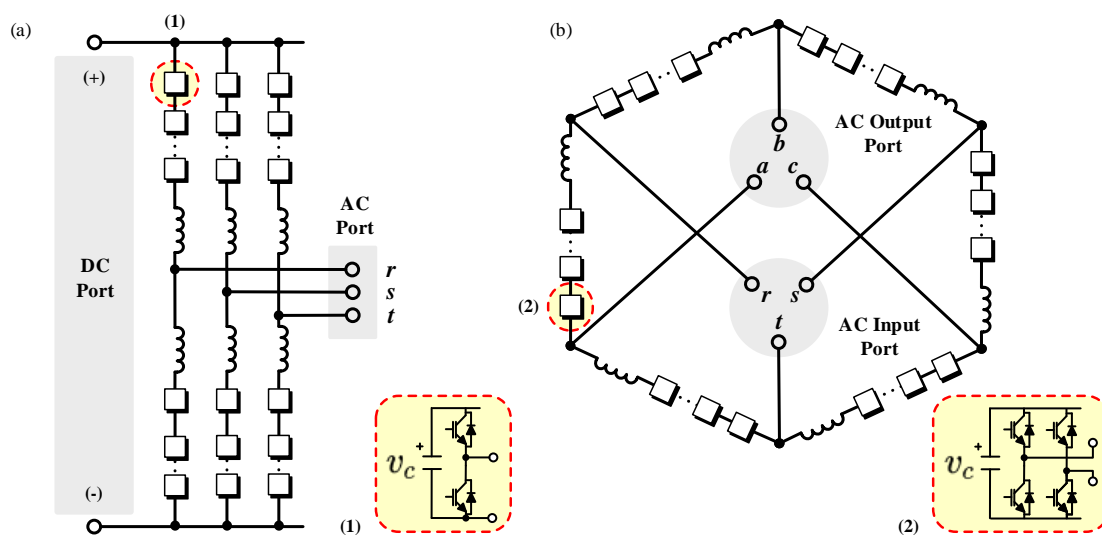 (a)
(1)
(+)
DC
Port
(-)
AC
Port
r
s
t
v_C
+
(1)
(b)
AC Output
Port
b
a
c
(2)
r
s
t
AC Input
Port
v_C
+
(2)